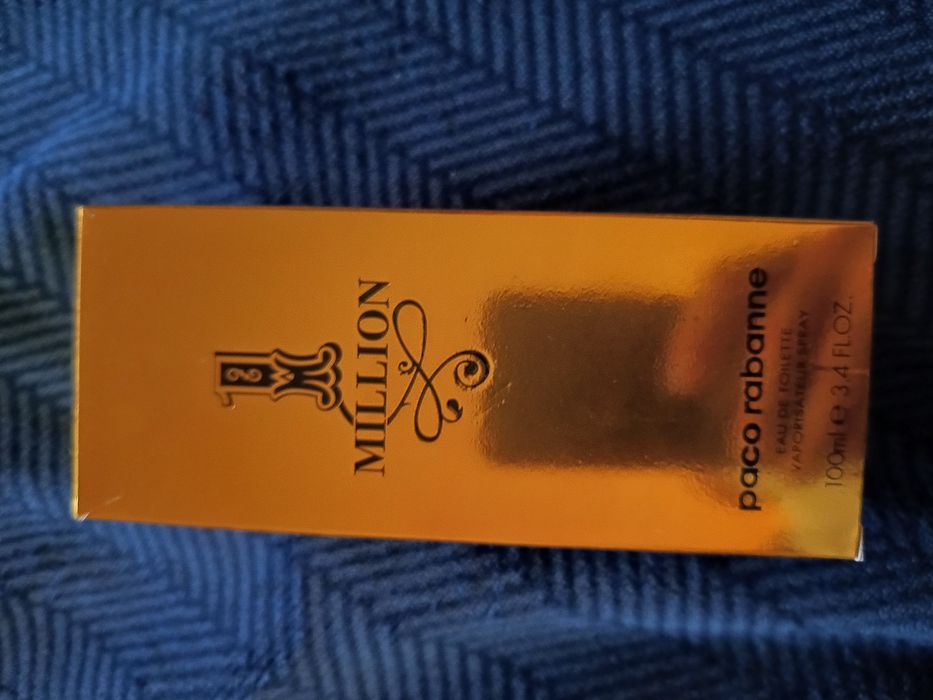 1
MILLION
paco rabanne
EAU DE TOILETTE
VAPORISATEUR SPRAY
100ml e 3.4 FL.OZ.